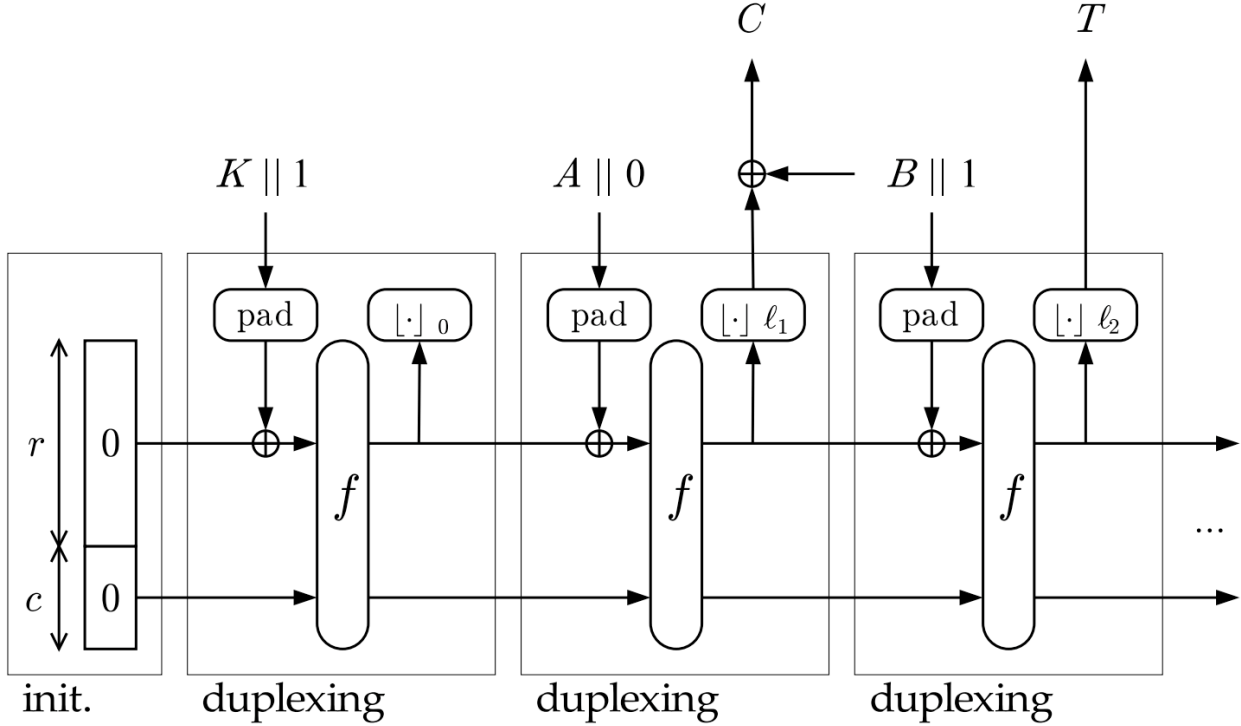 C T
K || 1 A || 0 B || 1
pad ⌊·⌋ 0 pad ⌊·⌋ ℓ₁ pad ⌊·⌋ ℓ₂
r 0
f f f
...
c 0
init. duplexing duplexing duplexing